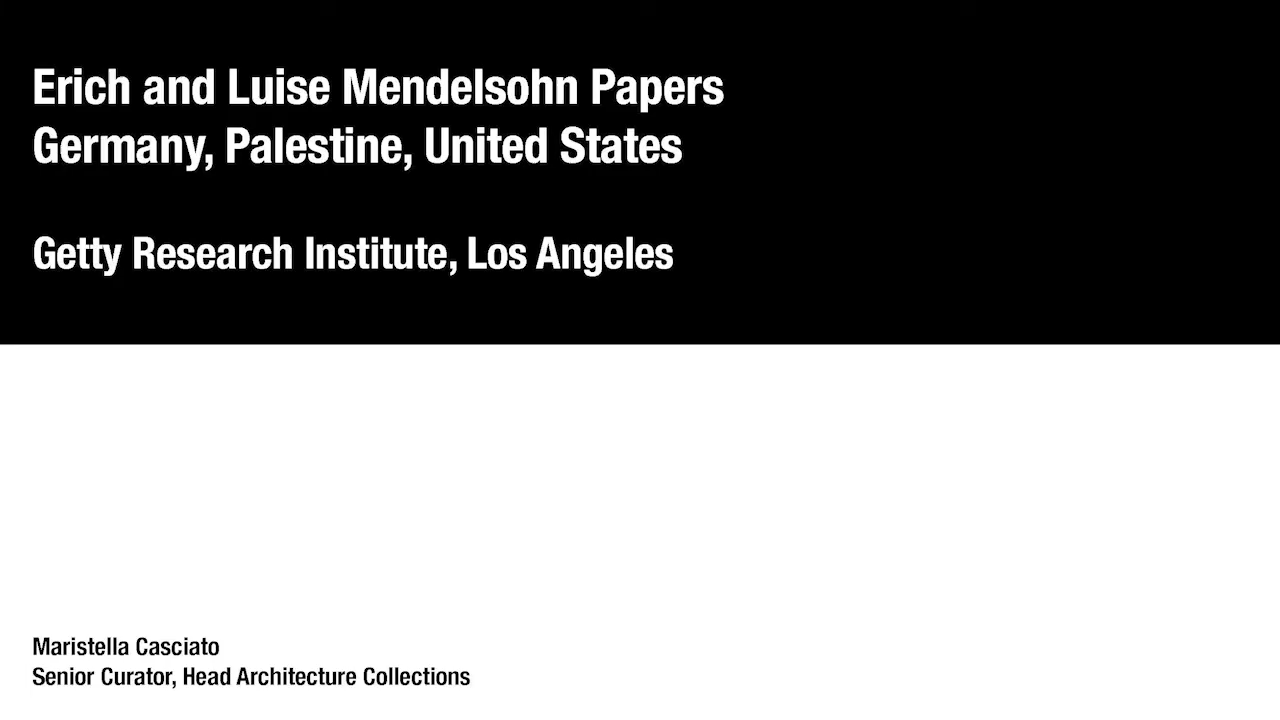 Erich and Luise Mendelsohn Papers
Germany, Palestine, United States
Getty Research Institute, Los Angeles
Maristella Casciato
Senior Curator, Head Architecture Collections